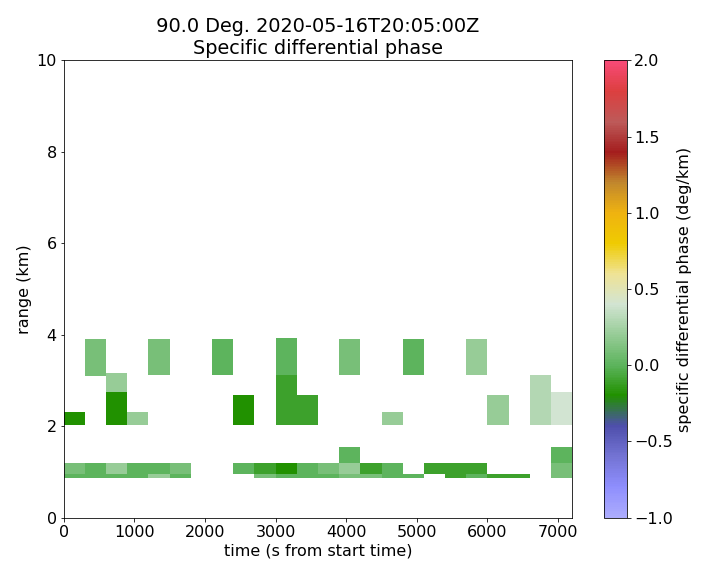 90.0 Deg. 2020-05-16T20:05:00Z
Specific differential phase
10
8
6
4
2
0
range (km)
0 1000 2000 3000 4000 5000 6000 7000
time (s from start time)
2.0
1.5
1.0
0.5
0.0
−0.5
−1.0
specific differential phase (deg/km)